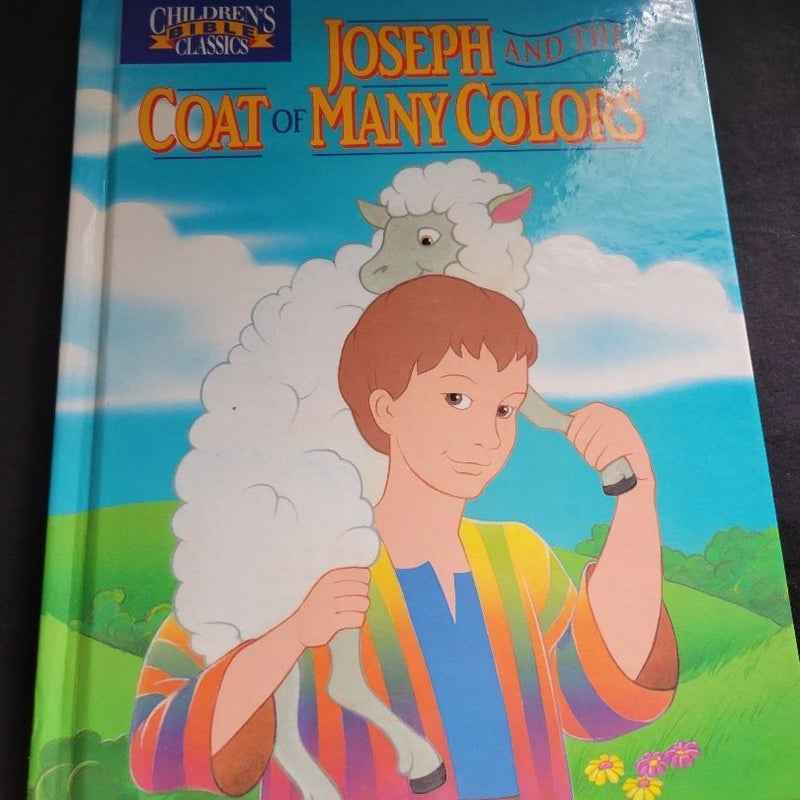 CHILDREN'S
BIBLE
CLASSICS
JOSEPH AND THE
COAT OF MANY COLORS